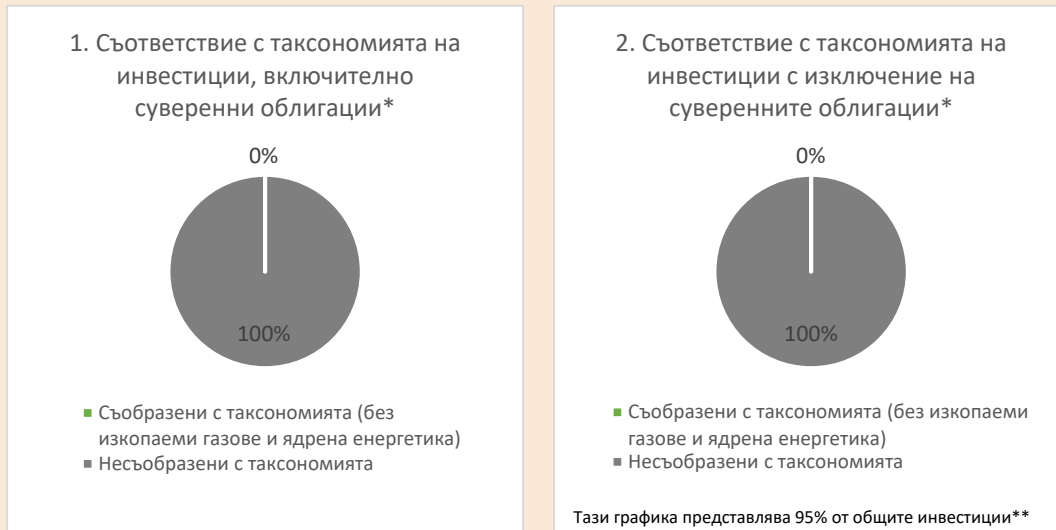 1. Съответствие с таксономията на
инвестиции, включително
суверенни облигации*
0%
100%
Съобразени с таксономията (без
изкопаеми газове и ядрена енергетика)
Несъобразени с таксономията
2. Съответствие с таксономията на
инвестиции с изключение на
суверенните облигации*
0%
100%
Съобразени с таксономията (без изкопаеми
газове и ядрена енергетика)
Несъобразени с таксономията
Тази графика представлява 95% от общите инвестиции**